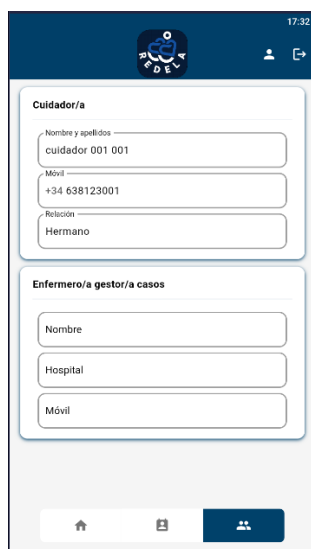 17:32
REDELA
Cuidador/a
Nombre y apellidos
cuidador 001 001
Móvil
+34 638123001
Relación
Hermano
Enfermero/a gestor/a casos
Nombre
Hospital
Móvil